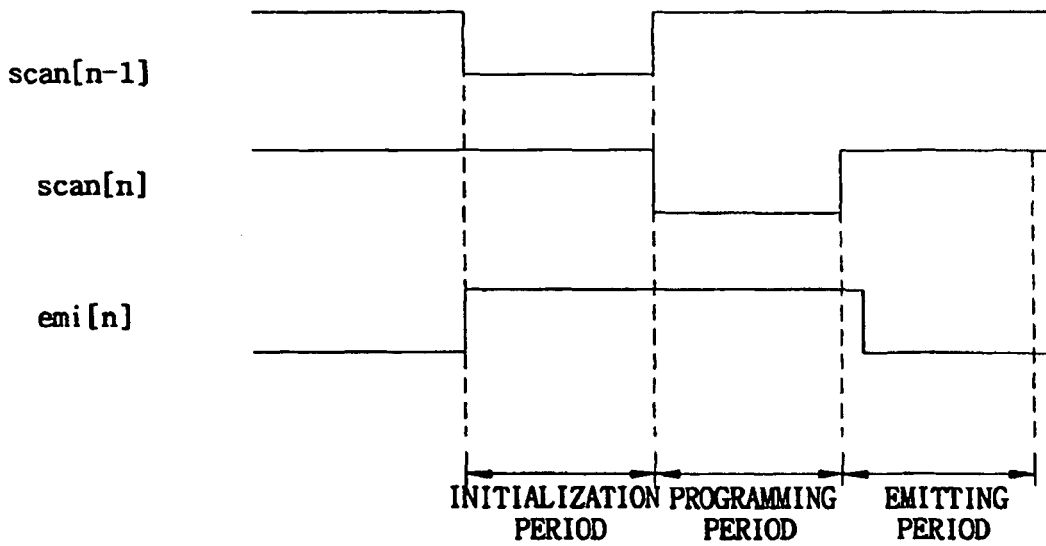 scan[n-1]
scan[n]
emi[n]
INITIALIZATION PERIOD
PROGRAMMING PERIOD
EMITTING PERIOD